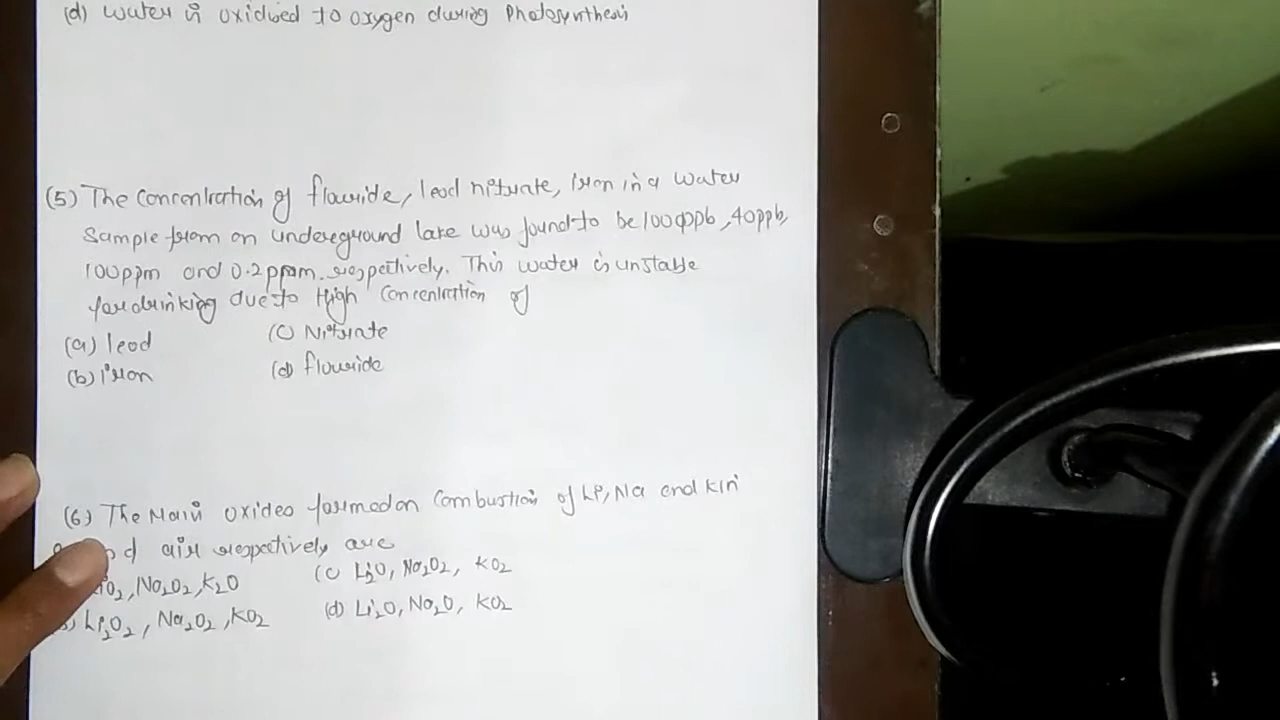 (d) Water is oxidised to oxygen during Photosynthesis
(5) The Concentration of flouride, lead nitrate, Iron in a water
Sample from an undereground lake was found to be 1000ppb, 40ppb,
100ppm and 0.2ppm. respectively. This water is unstable
for drinking due to High Concentration of
(a) lead (c) Nitrate
(b) Iron (d) flouride
(6) The Main oxides formed on Combustion of Li, Na and K in
air respectively are
Na2O2, K2O (c) Li2O, Na2O2, KO2
Li2O2, Na2O2, KO2 (d) Li2O, Na2O, KO2